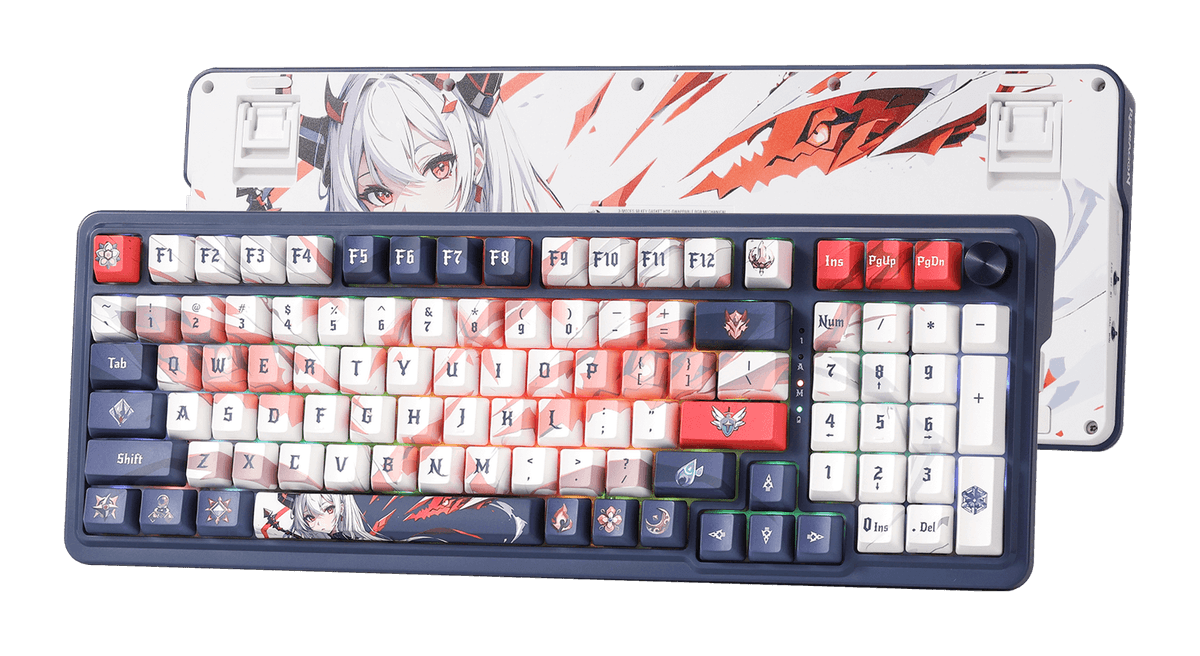 F1 F2 F3 F4 F5 F6 F7 F8 F9 F10 F11 F12 Ins PgUp PgDn
~ ! @ # $ % ^ & * ( ) _ +
` 1 2 3 4 5 6 7 8 9 0 - = Num / * -
Tab Q W E R T Y U I O P { } | 7 8 9 +
[ ] \
A S D F G H J K L : " 4 5 6
; '
Shift Z X C V B N M < > ? 1 2 3
, . /
0 Ins . Del
1
A
M